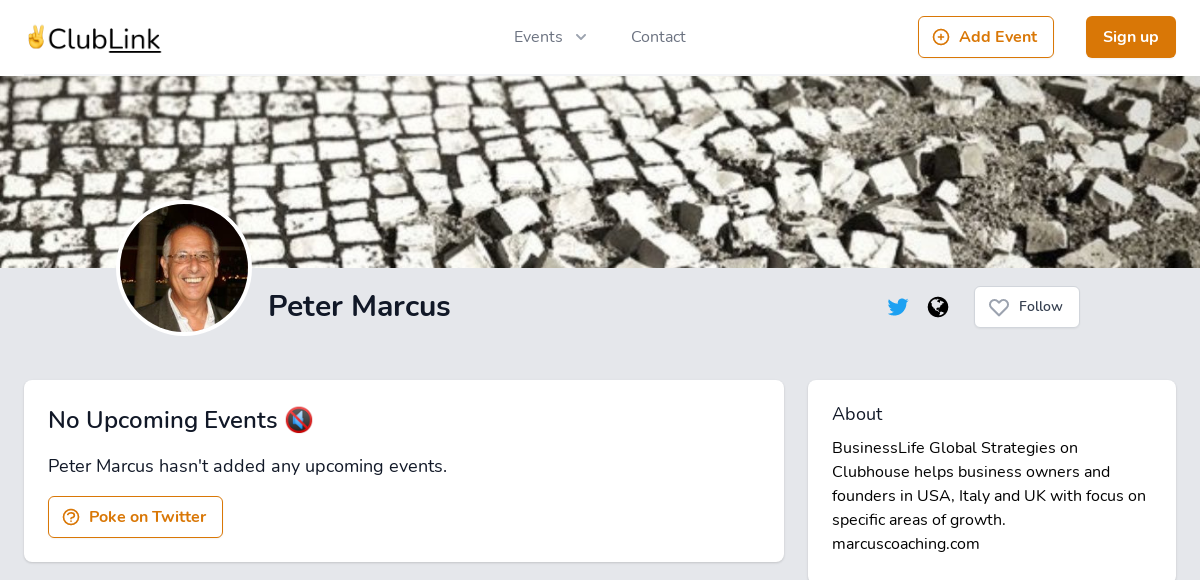 ✌️ClubLink
Events
Contact
Add Event
Sign up
Peter Marcus
Follow
No Upcoming Events 🔇
Peter Marcus hasn't added any upcoming events.
Poke on Twitter
About
BusinessLife Global Strategies on
Clubhouse helps business owners and
founders in USA, Italy and UK with focus on
specific areas of growth.
marcuscoaching.com